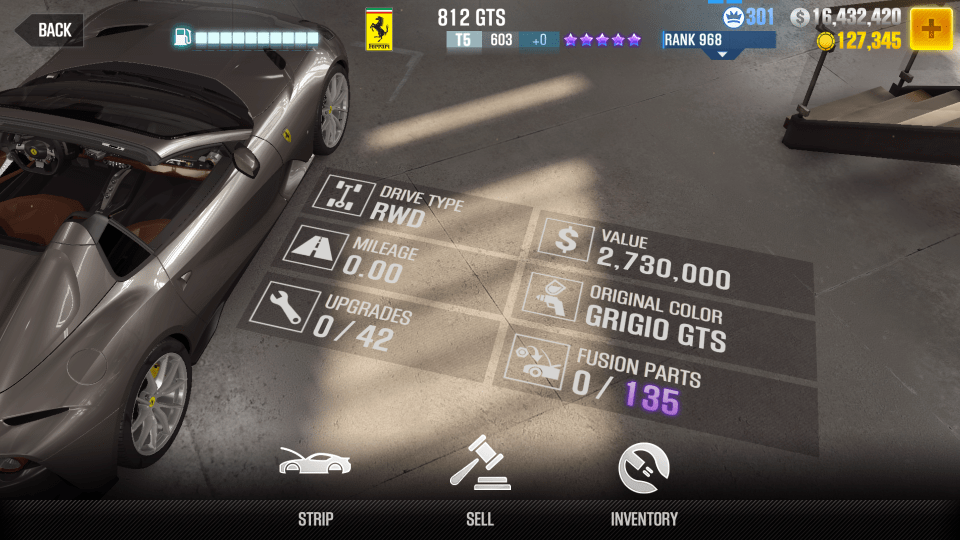 BACK
812 GTS
T5 603 +0
301
16,432,420
RANK 968
127,345
DRIVE TYPE
RWD
MILEAGE
0.00
UPGRADES
0 / 42
VALUE
2,730,000
ORIGINAL COLOR
GRIGIO GTS
FUSION PARTS
0 / 135
STRIP
SELL
INVENTORY